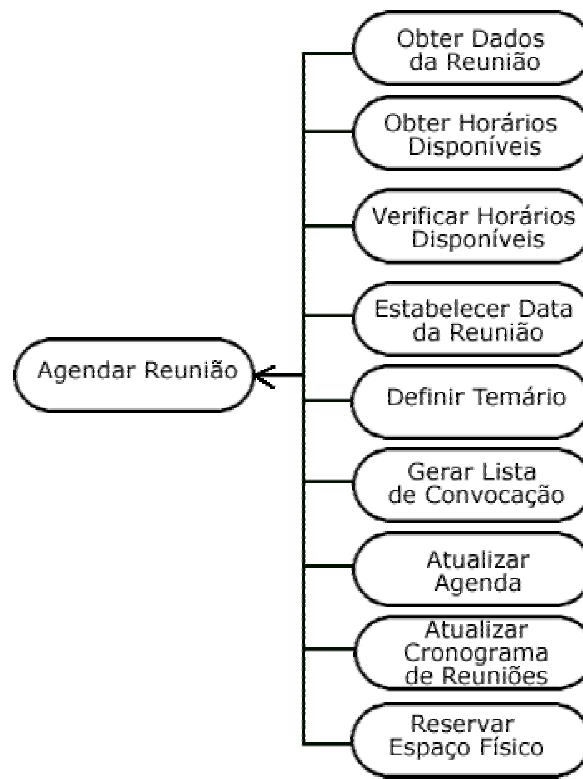 Obter Dados
da Reunião
Obter Horários
Disponíveis
Verificar Horários
Disponíveis
Estabelecer Data
da Reunião
Agendar Reunião
Definir Temário
Gerar Lista
de Convocação
Atualizar
Agenda
Atualizar
Cronograma
de Reuniões
Reservar
Espaço Físico